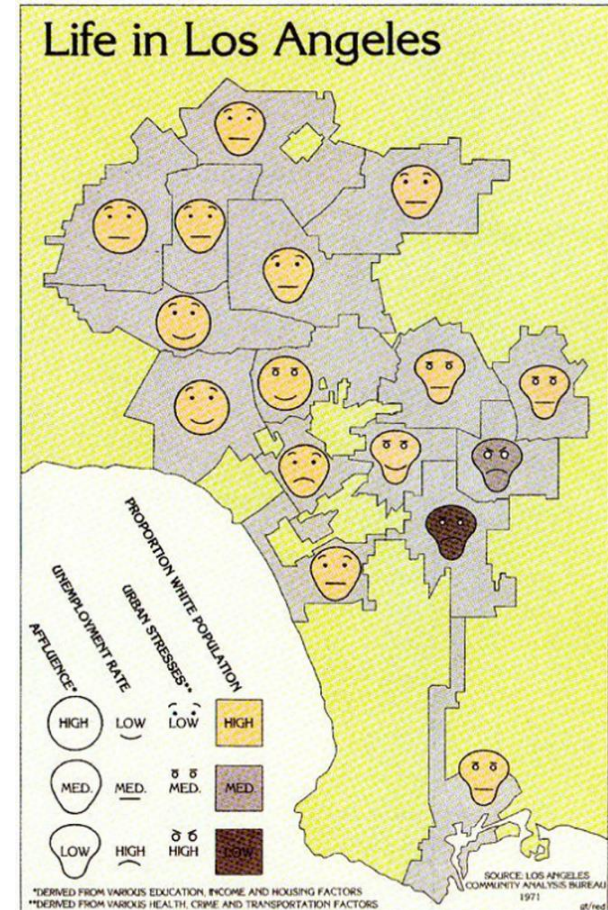 Life in Los Angeles
AFFLUENCE*
UNEMPLOYMENT RATE
URBAN STRESSES**
PROPORTION WHITE POPULATION
HIGH LOW LOW HIGH
MED. MED. MED. MED.
LOW HIGH HIGH LOW
*DERIVED FROM VARIOUS EDUCATION, INCOME AND HOUSING FACTORS
**DERIVED FROM VARIOUS HEALTH, CRIME AND TRANSPORTATION FACTORS
SOURCE: LOS ANGELES
COMMUNITY ANALYSIS BUREAU
1971
gt/red